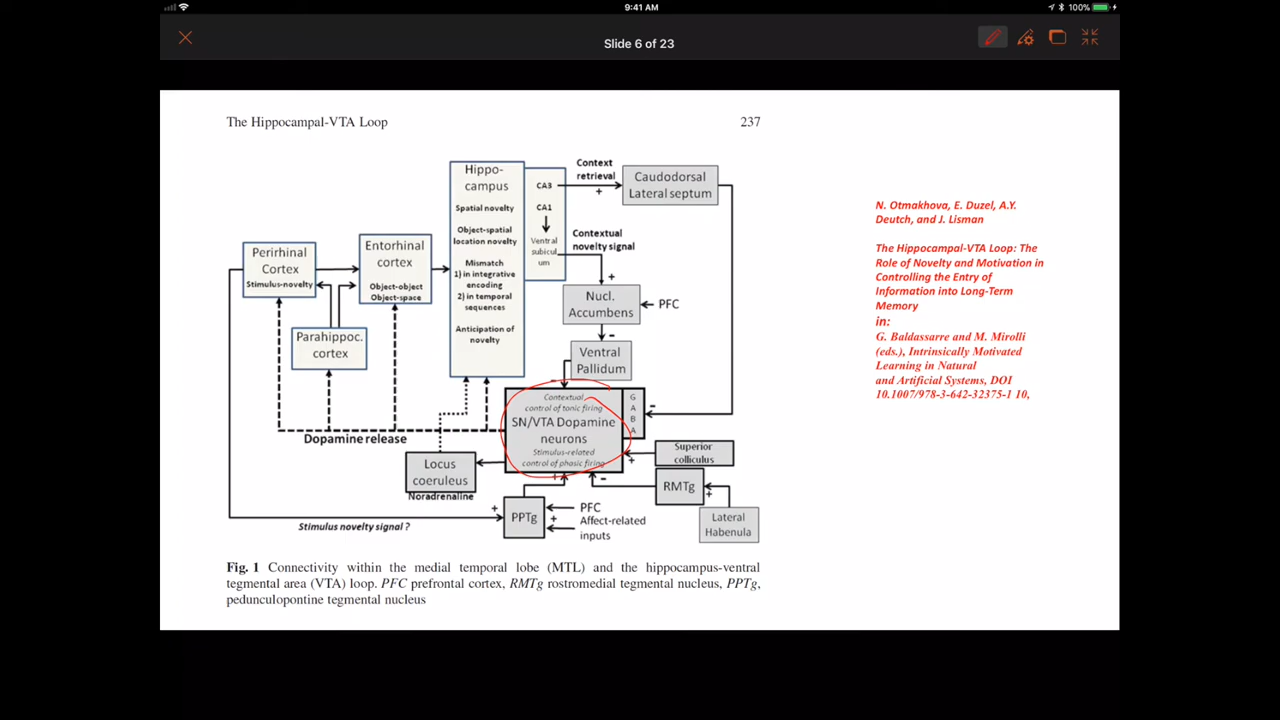 9:41 AM
100%
Slide 6 of 23
The Hippocampal-VTA Loop
237
Hippo-
campus
Spatial novelty
Object-spatial
location novelty
Mismatch
1) in integrative
encoding
2) in temporal
sequences
Anticipation of
novelty
CA3
CA1
Ventral
subicul
um
Context
retrieval
+
Caudodorsal
Lateral septum
Contextual
novelty signal
+
Perirhinal
Cortex
Stimulus-novelty
Entorhinal
cortex
Object-object
Object-space
Parahippoc.
cortex
Nucl.
Accumbens
PFC
-
Ventral
Pallidum
-
Contextual
control of tonic firing
SN/VTA Dopamine
neurons
Stimulus-related
control of phasic firing
G
A
B
A
-
Dopamine release
Superior
colliculus
+
Locus
coeruleus
Noradrenaline
+
-
RMTg
+
Lateral
Habenula
+
PPTg
+
PFC
Affect-related
inputs
Stimulus novelty signal ?
Fig. 1 Connectivity within the medial temporal lobe (MTL) and the hippocampus-ventral
tegmental area (VTA) loop. PFC prefrontal cortex, RMTg rostromedial tegmental nucleus, PPTg,
pedunculopontine tegmental nucleus
N. Otmakhova, E. Duzel, A.Y.
Deutch, and J. Lisman
The Hippocampal-VTA Loop: The
Role of Novelty and Motivation in
Controlling the Entry of
Information into Long-Term
Memory
in:
G. Baldassarre and M. Mirolli
(eds.), Intrinsically Motivated
Learning in Natural
and Artificial Systems, DOI
10.1007/978-3-642-32375-1 10,